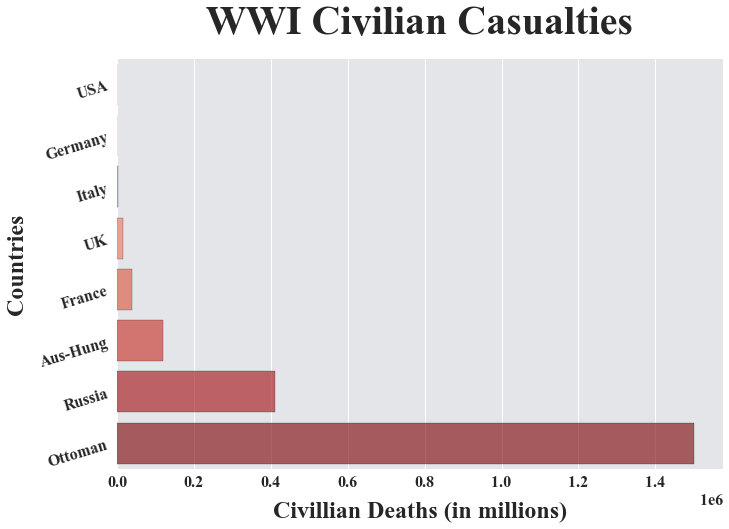 WWI Civilian Casualties
Countries
USA
Germany
Italy
UK
France
Aus-Hung
Russia
Ottoman
0.0 0.2 0.4 0.6 0.8 1.0 1.2 1.4
1e6
Civillian Deaths (in millions)